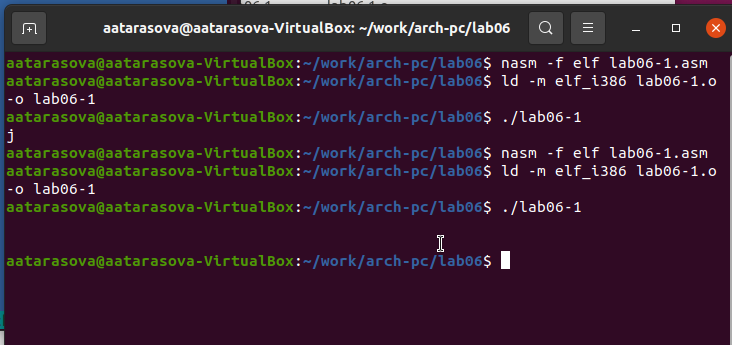 aatarasova@aatarasova-VirtualBox: ~/work/arch-pc/lab06
aatarasova@aatarasova-VirtualBox:~/work/arch-pc/lab06$ nasm -f elf lab06-1.asm
aatarasova@aatarasova-VirtualBox:~/work/arch-pc/lab06$ ld -m elf_i386 lab06-1.o
-o lab06-1
aatarasova@aatarasova-VirtualBox:~/work/arch-pc/lab06$ ./lab06-1
j
aatarasova@aatarasova-VirtualBox:~/work/arch-pc/lab06$ nasm -f elf lab06-1.asm
aatarasova@aatarasova-VirtualBox:~/work/arch-pc/lab06$ ld -m elf_i386 lab06-1.o
-o lab06-1
aatarasova@aatarasova-VirtualBox:~/work/arch-pc/lab06$ ./lab06-1
aatarasova@aatarasova-VirtualBox:~/work/arch-pc/lab06$